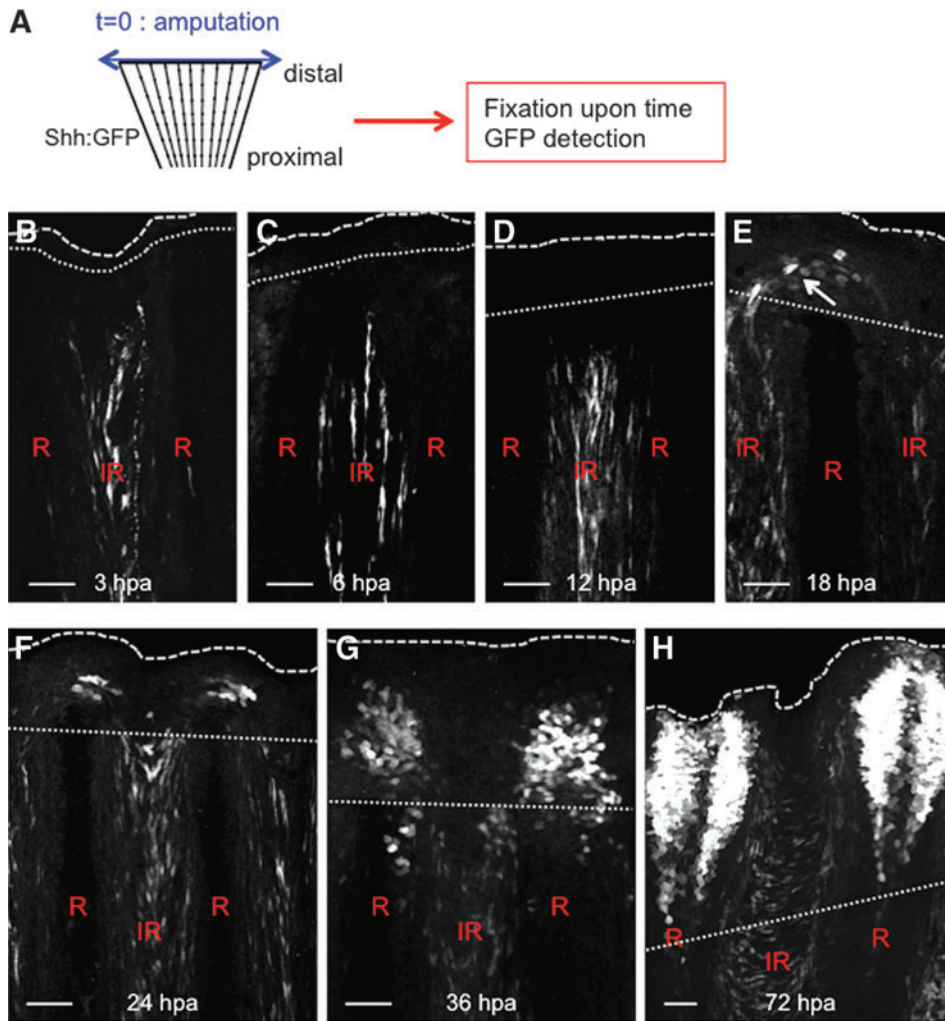 A
t=0 : amputation
distal
Shh:GFP
proximal
Fixation upon time
GFP detection
B
R
R
IR
3 hpa
C
R
R
IR
6 hpa
D
R
R
IR
12 hpa
E
IR
IR
R
18 hpa
F
R
R
IR
24 hpa
G
R
R
IR
36 hpa
H
R
R
IR
72 hpa